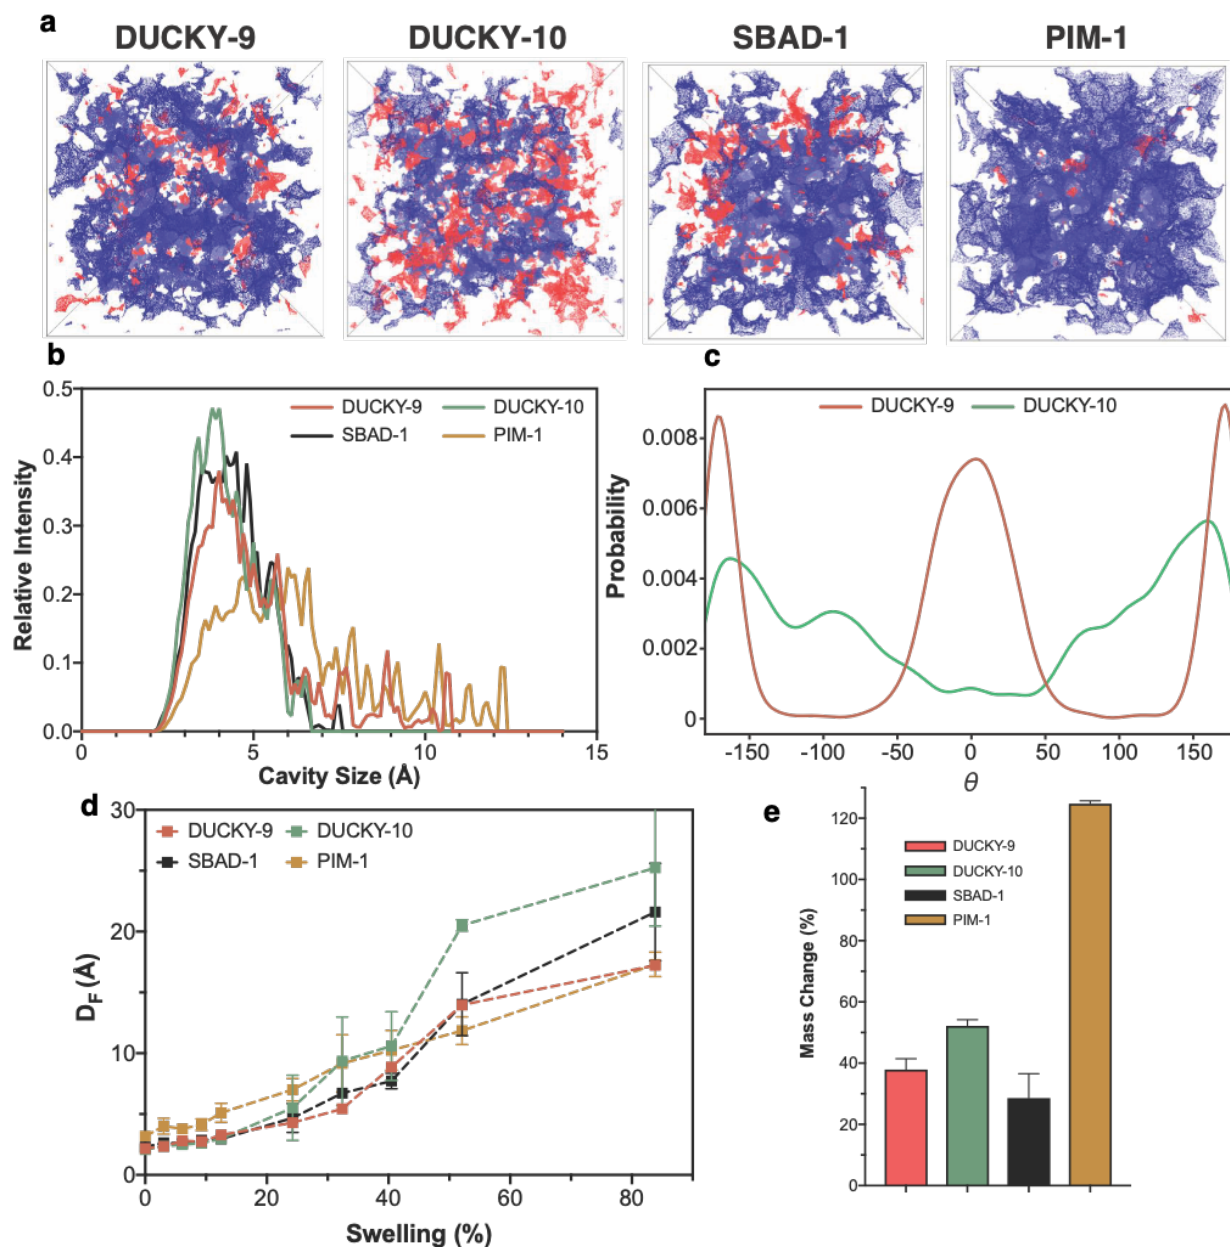 a
DUCKY-9 DUCKY-10 SBAD-1 PIM-1
b
0.5
0.4
0.3
0.2
0.1
0.0
Relative Intensity
DUCKY-9 DUCKY-10
SBAD-1 PIM-1
0 5 10 15
Cavity Size (Å)
c
DUCKY-9 DUCKY-10
0.008
0.006
0.004
0.002
0
Probability
-150 -100 -50 0 50 100 150
θ
d
30
20
10
0
D_F (Å)
DUCKY-9 DUCKY-10
SBAD-1 PIM-1
0 20 40 60 80
Swelling (%)
e
120
100
80
60
40
20
0
Mass Change (%)
DUCKY-9
DUCKY-10
SBAD-1
PIM-1